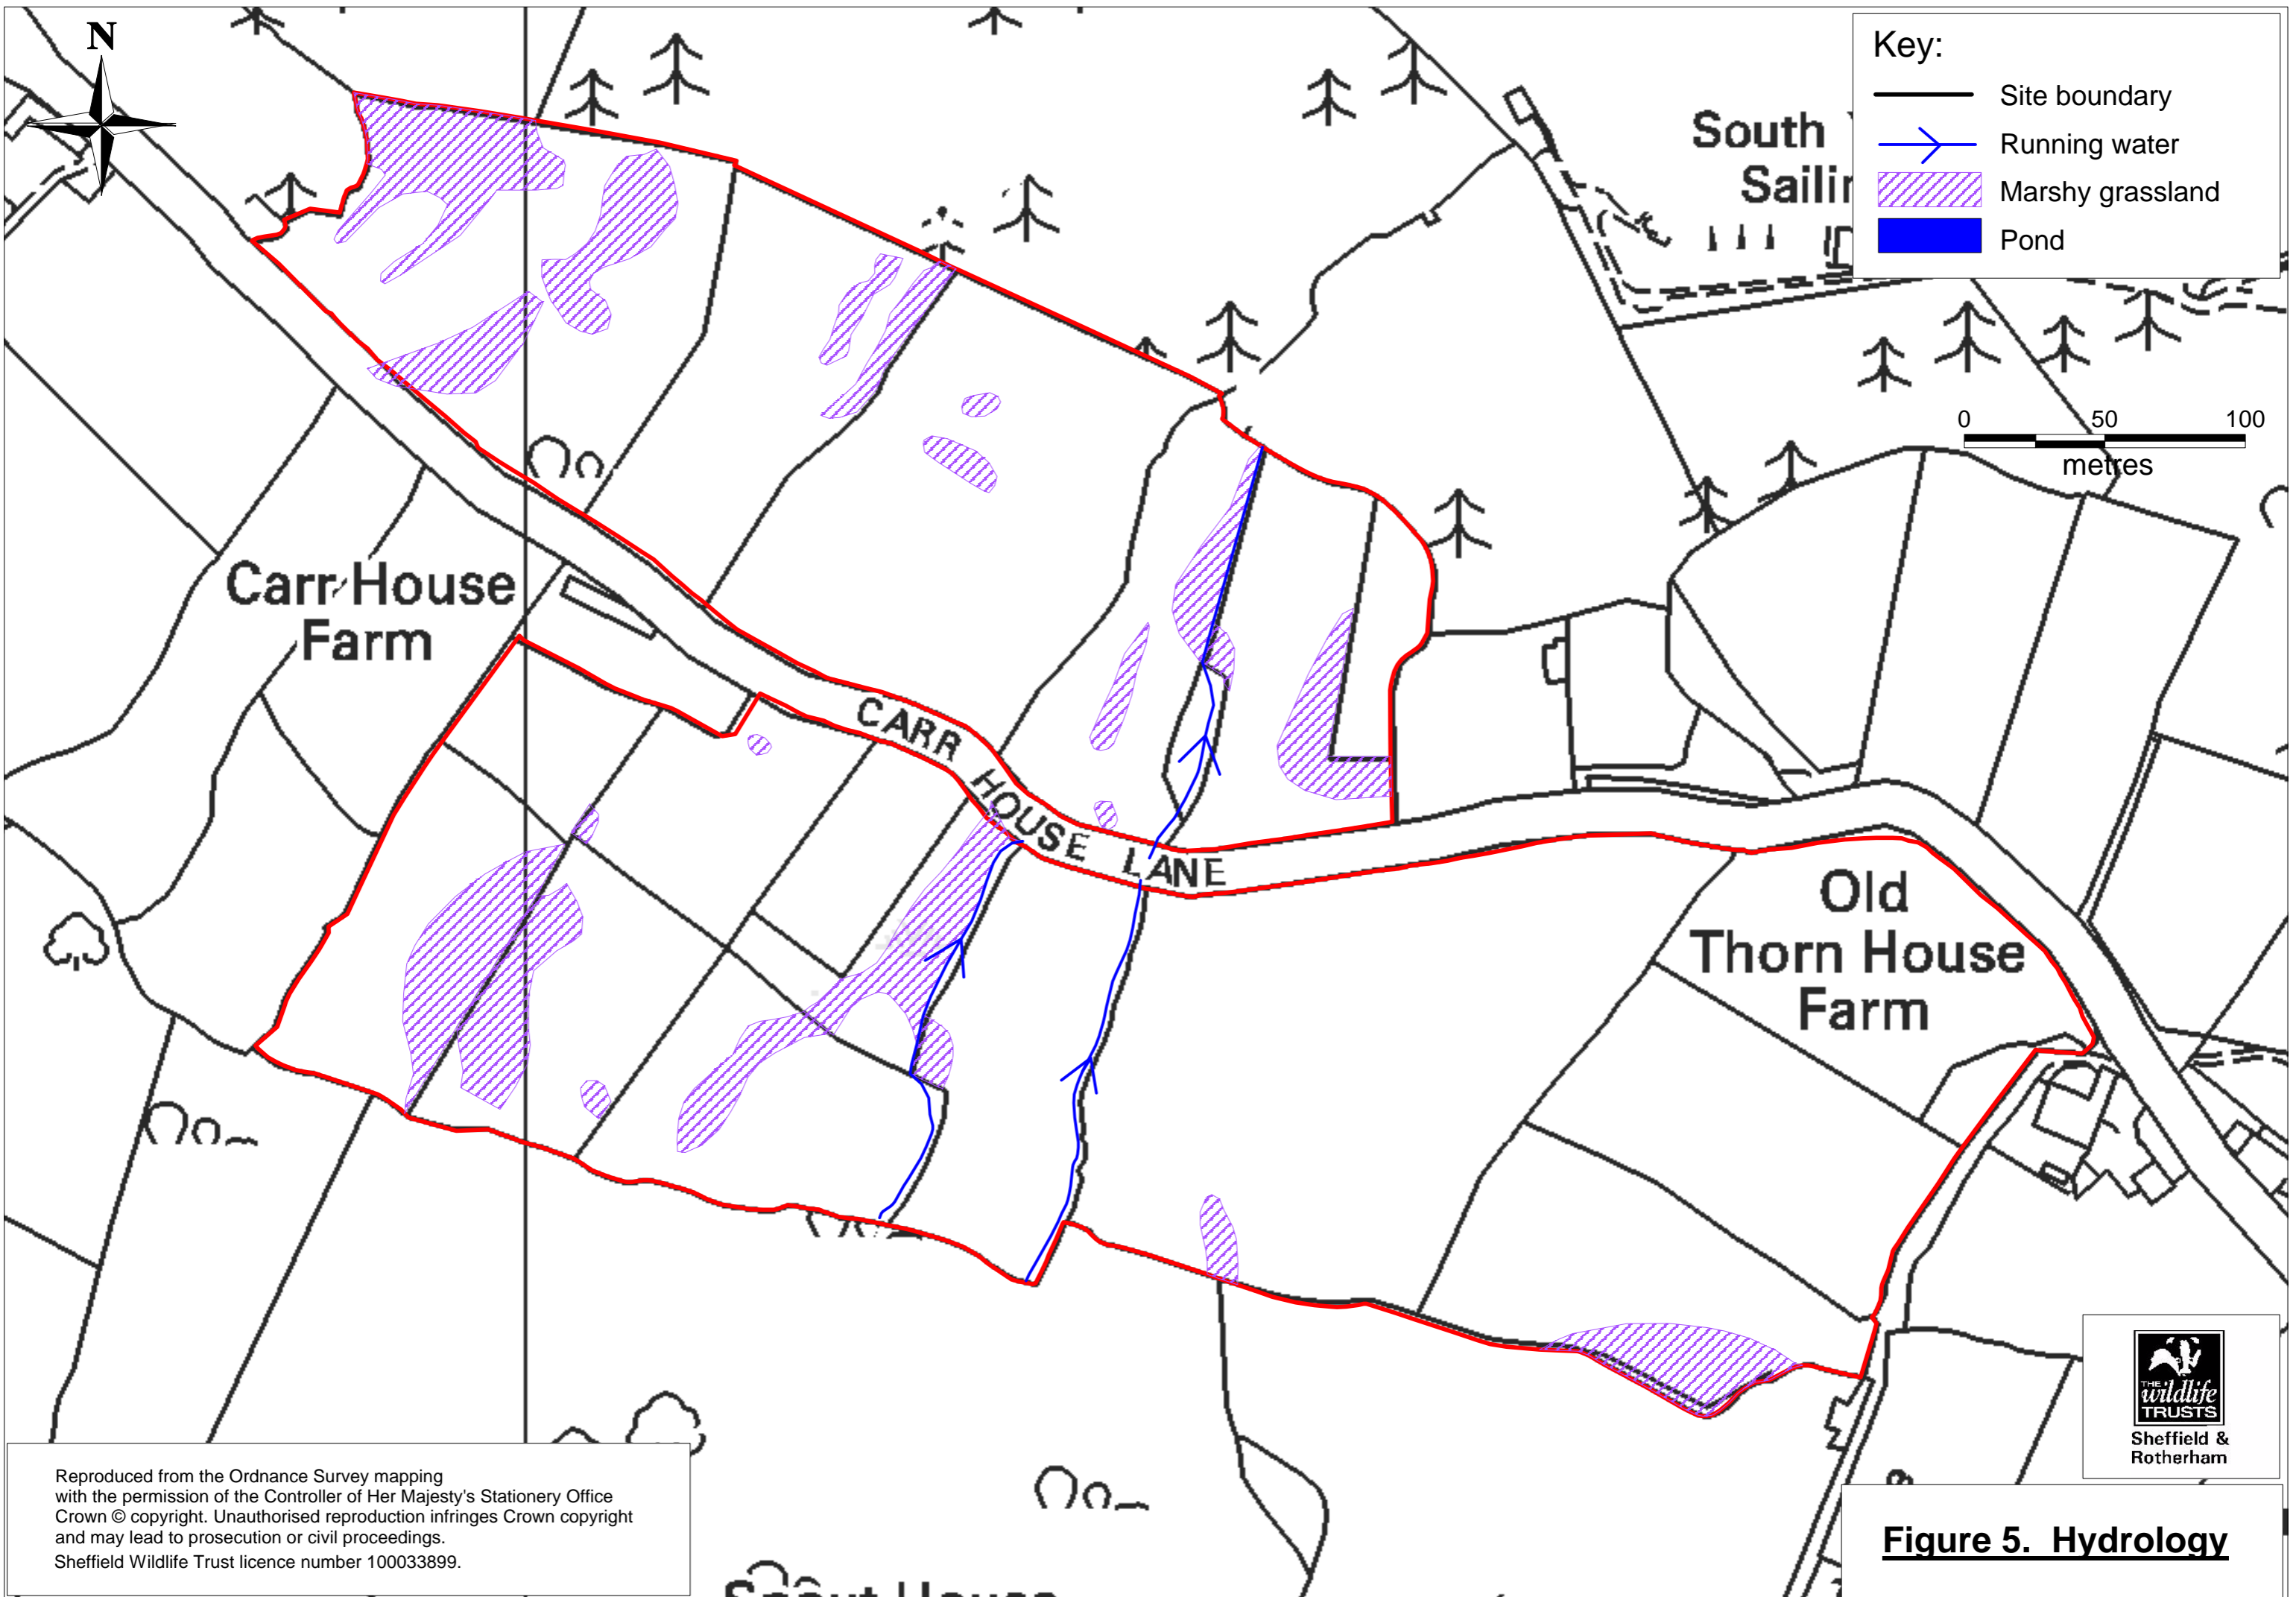 N
Key:
Site boundary
Running water
Marshy grassland
Pond
South
0 50 100
metres
Carr House
Farm
CARR HOUSE LANE
Old
Thorn House
Farm
THE
wildlife
TRUSTS
Sheffield &
Rotherham
Reproduced from the Ordnance Survey mapping
with the permission of the Controller of Her Majesty's Stationery Office
Crown © copyright. Unauthorised reproduction infringes Crown copyright
and may lead to prosecution or civil proceedings.
Sheffield Wildlife Trust licence number 100033899.
Figure 5. Hydrology